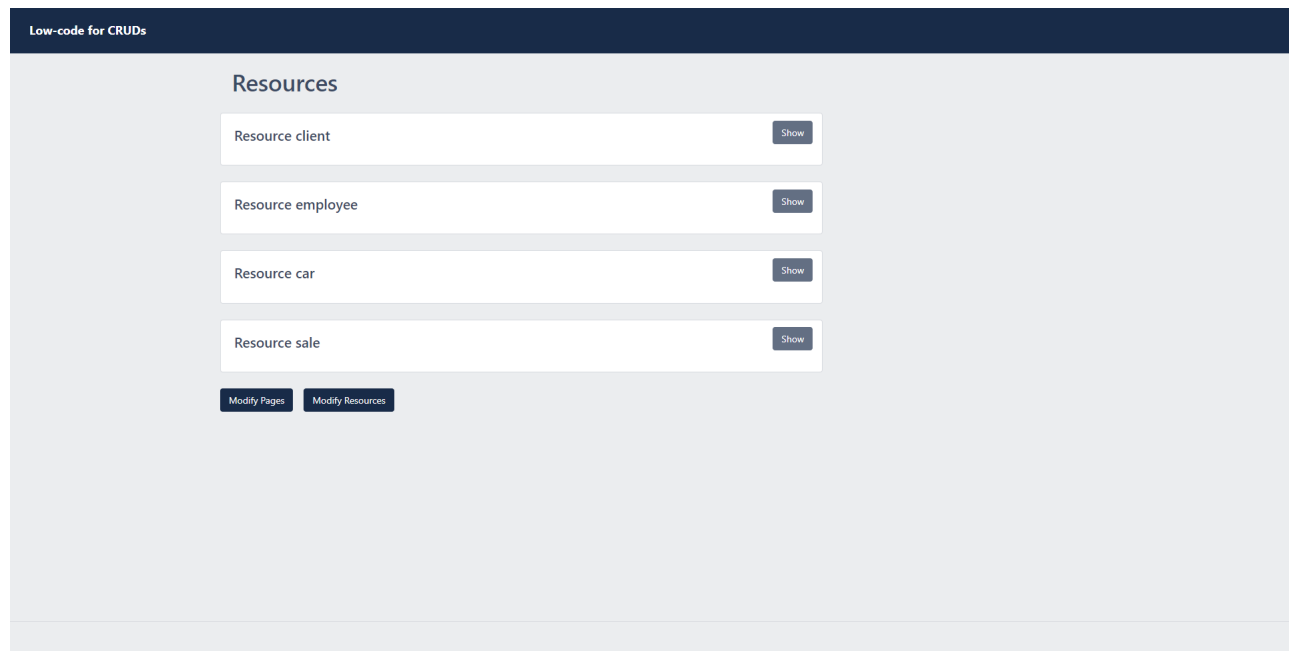 Low-code for CRUDs
Resources
Resource client
Show
Resource employee
Show
Resource car
Show
Resource sale
Show
Modify Pages
Modify Resources